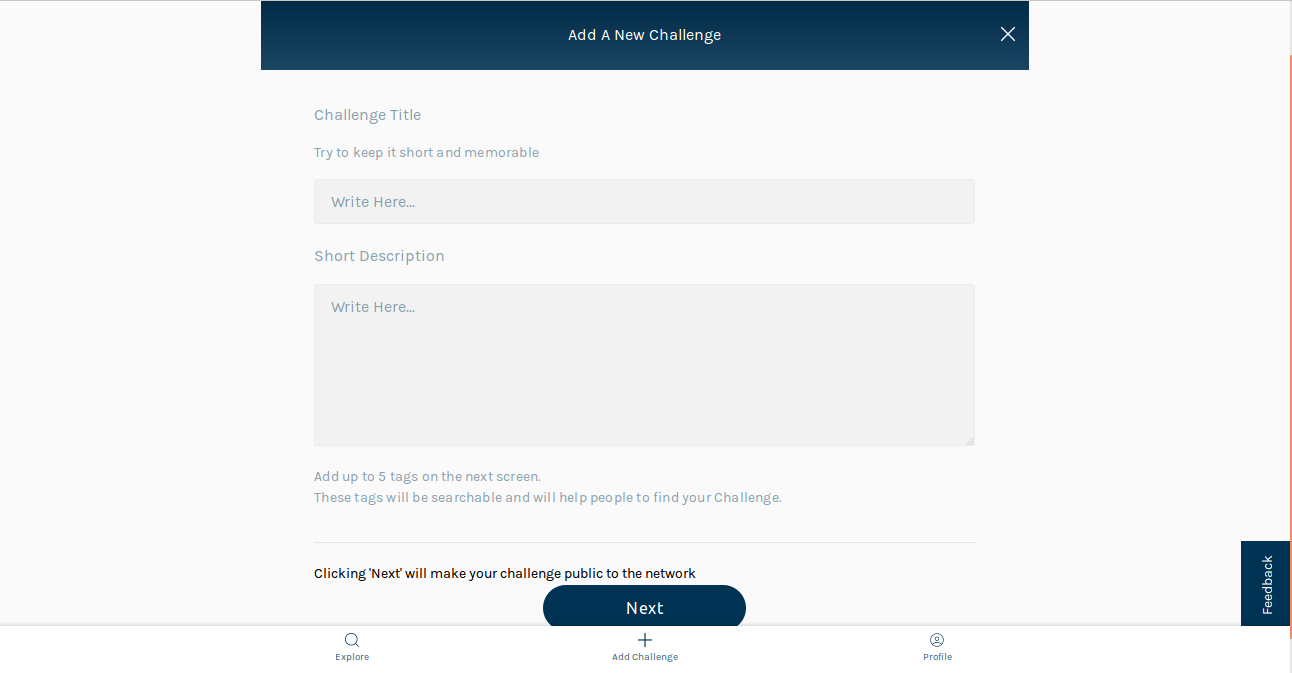 Add A New Challenge
Challenge Title
Try to keep it short and memorable
Write Here...
Short Description
Write Here...
Add up to 5 tags on the next screen.
These tags will be searchable and will help people to find your Challenge.
Clicking 'Next' will make your challenge public to the network
Next
Feedback
Explore
Add Challenge
Profile